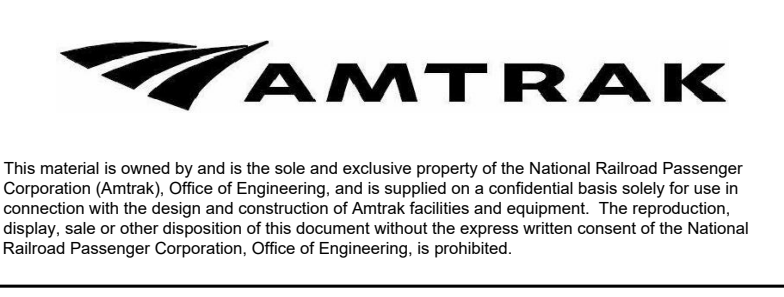 AMTRAK
This material is owned by and is the sole and exclusive property of the National Railroad Passenger
Corporation (Amtrak), Office of Engineering, and is supplied on a confidential basis solely for use in
connection with the design and construction of Amtrak facilities and equipment.  The reproduction,
display, sale or other disposition of this document without the express written consent of the National
Railroad Passenger Corporation, Office of Engineering, is prohibited.